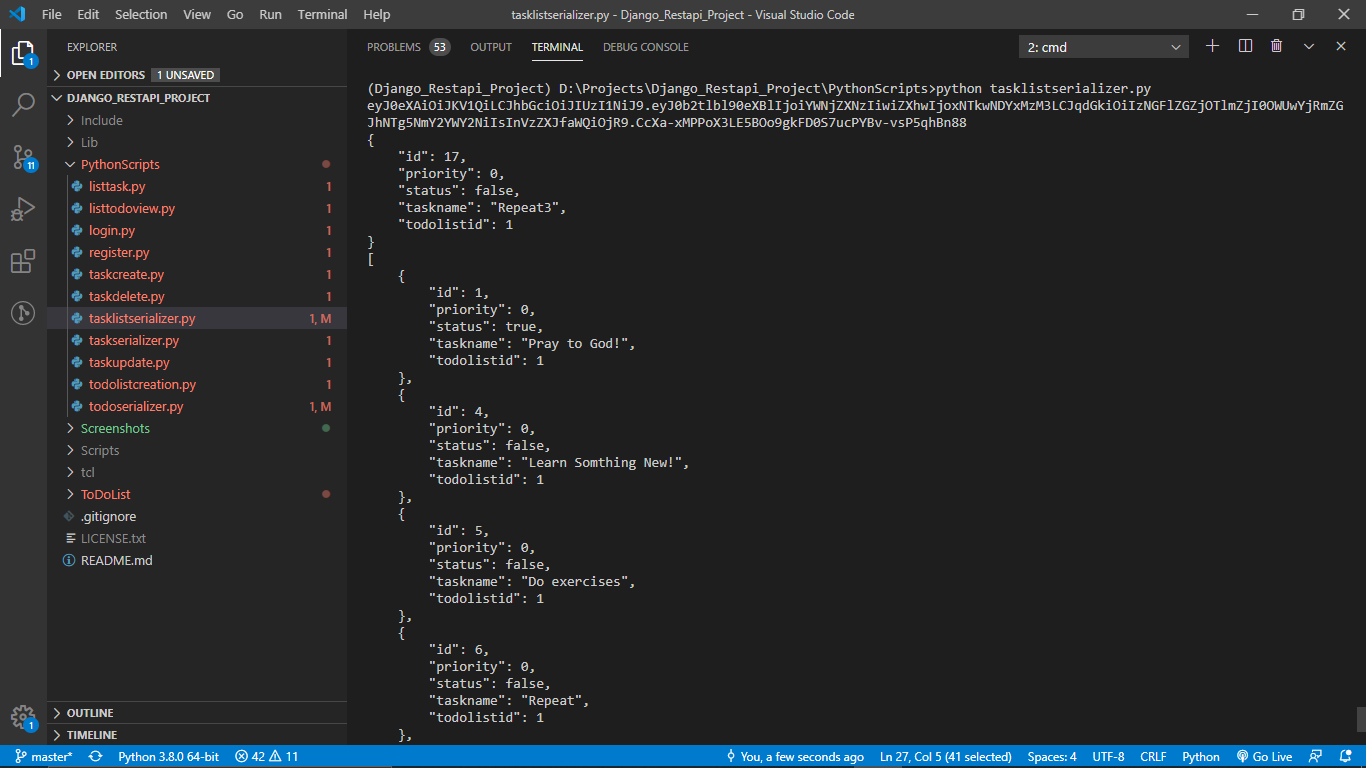 File Edit Selection View Go Run Terminal Help
tasklistserializer.py - Django_Restapi_Project - Visual Studio Code
EXPLORER
OPEN EDITORS 1 UNSAVED
DJANGO_RESTAPI_PROJECT
Include
Lib
PythonScripts
listtask.py 1
listtodoview.py 1
login.py 1
register.py 1
taskcreate.py 1
taskdelete.py 1
tasklistserializer.py 1, M
taskserializer.py 1
taskupdate.py 1
todolistcreation.py 1
todoserializer.py 1, M
Screenshots
Scripts
tcl
ToDoList
.gitignore
LICENSE.txt
README.md
OUTLINE
TIMELINE
1
11
1
PROBLEMS 53 OUTPUT TERMINAL DEBUG CONSOLE 2: cmd
(Django_Restapi_Project) D:\Projects\Django_Restapi_Project\PythonScripts>python tasklistserializer.py
eyJ0eXAiOiJKV1QiLCJhbGciOiJIUzI1NiJ9.eyJ0b2tlbl90eXBlIjoiYWNjZXNzIiwiZXhwIjoxNTkwNDYxMzM3LCJqdGkiOiIzNGFlZGZjOTlmZjI0OWUwYjRmZG
JhNTg5NmY2YWY2NiIsInVzZXJfaWQiOjR9.CcXa-xMPPoX3LE5BOo9gkFD0S7ucPYBv-vsP5qhBn88
{
"id": 17,
"priority": 0,
"status": false,
"taskname": "Repeat3",
"todolistid": 1
}
[
{
"id": 1,
"priority": 0,
"status": true,
"taskname": "Pray to God!",
"todolistid": 1
},
{
"id": 4,
"priority": 0,
"status": false,
"taskname": "Learn Somthing New!",
"todolistid": 1
},
{
"id": 5,
"priority": 0,
"status": false,
"taskname": "Do exercises",
"todolistid": 1
},
{
"id": 6,
"priority": 0,
"status": false,
"taskname": "Repeat",
"todolistid": 1
},
master* Python 3.8.0 64-bit 42 11 You, a few seconds ago Ln 27, Col 5 (41 selected) Spaces: 4 UTF-8 CRLF Python Go Live